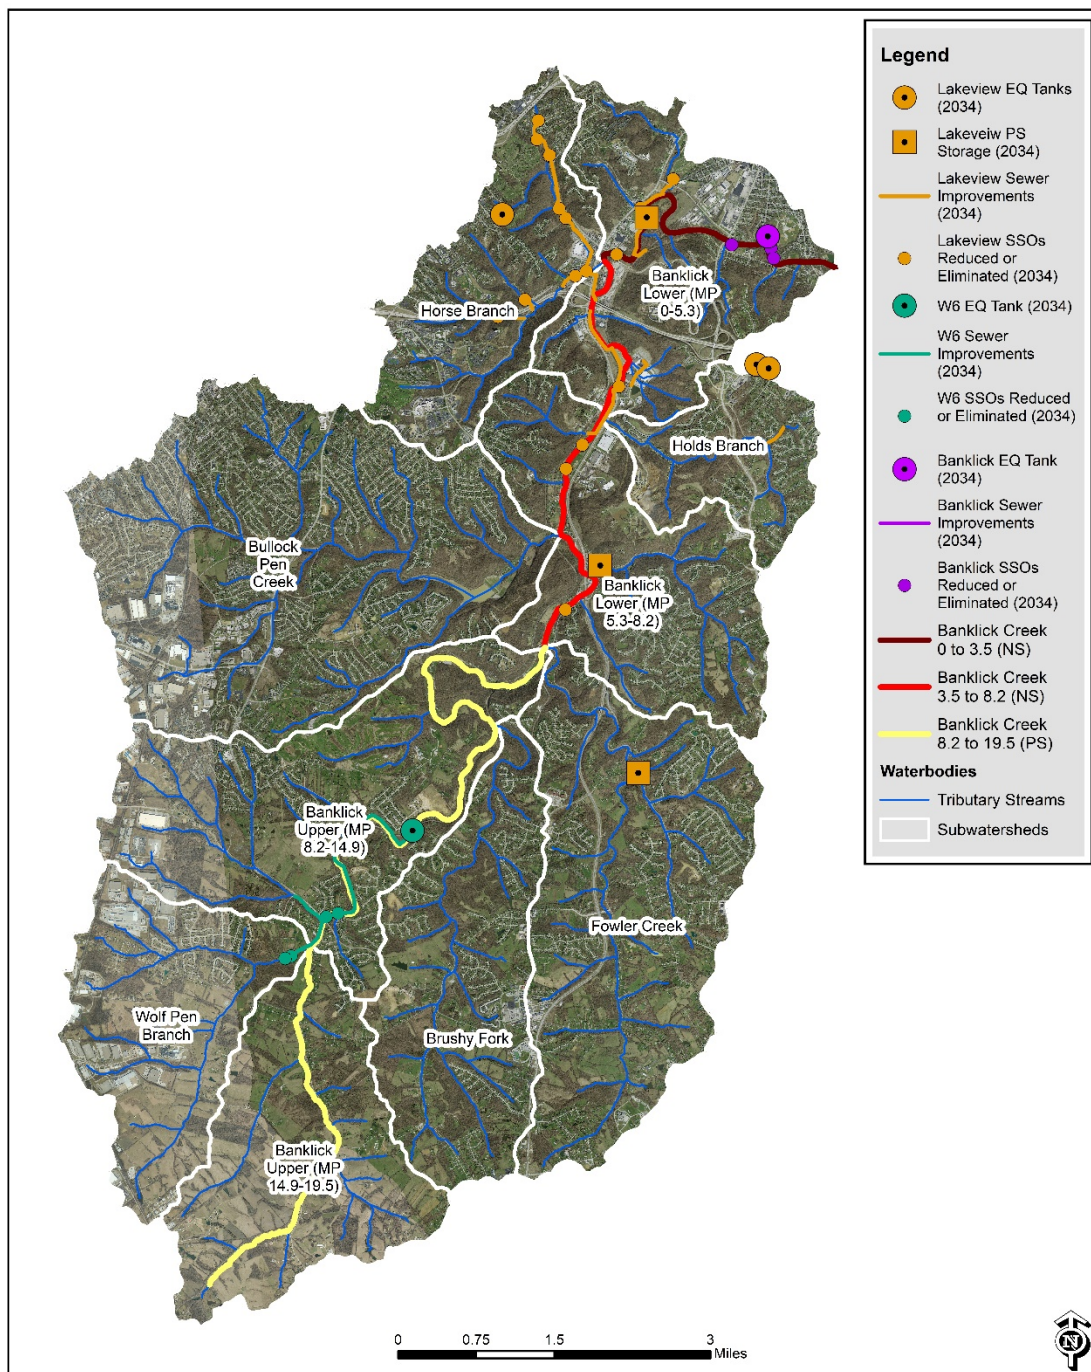 Legend
Lakeview EQ Tanks
(2034)
Lakeveiw PS
Storage (2034)
Lakeview Sewer
Improvements
(2034)
Lakeview SSOs
Reduced or
Eliminated (2034)
W6 EQ Tank (2034)
W6 Sewer
Improvements
(2034)
W6 SSOs Reduced
or Eliminated (2034)
Banklick EQ Tank
(2034)
Banklick Sewer
Improvements
(2034)
Banklick SSOs
Reduced or
Eliminated (2034)
Banklick Creek
0 to 3.5 (NS)
Banklick Creek
3.5 to 8.2 (NS)
Banklick Creek
8.2 to 19.5 (PS)
Waterbodies
Tributary Streams
Subwatersheds
Banklick
Lower (MP
0-5.3)
Horse Branch
Holds Branch
Bullock
Pen
Creek
Banklick
Lower (MP
5.3-8.2)
Banklick
Upper (MP
8.2-14.9)
Fowler Creek
Wolf Pen
Branch
Brushy Fork
Banklick
Upper (MP
14.9-19.5)
0 0.75 1.5 3
Miles
N